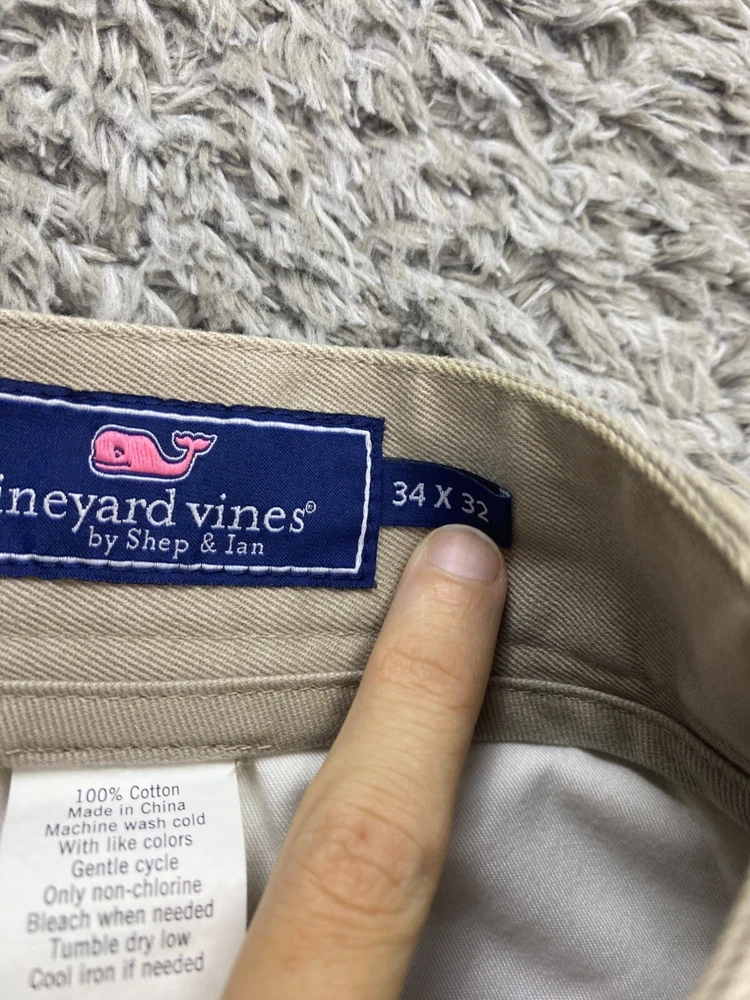 ineyard vines®
by Shep & Ian
34 X 32
100% Cotton
Made in China
Machine wash cold
With like colors
Gentle cycle
Only non-chlorine
Bleach when needed
Tumble dry low
Cool iron if needed